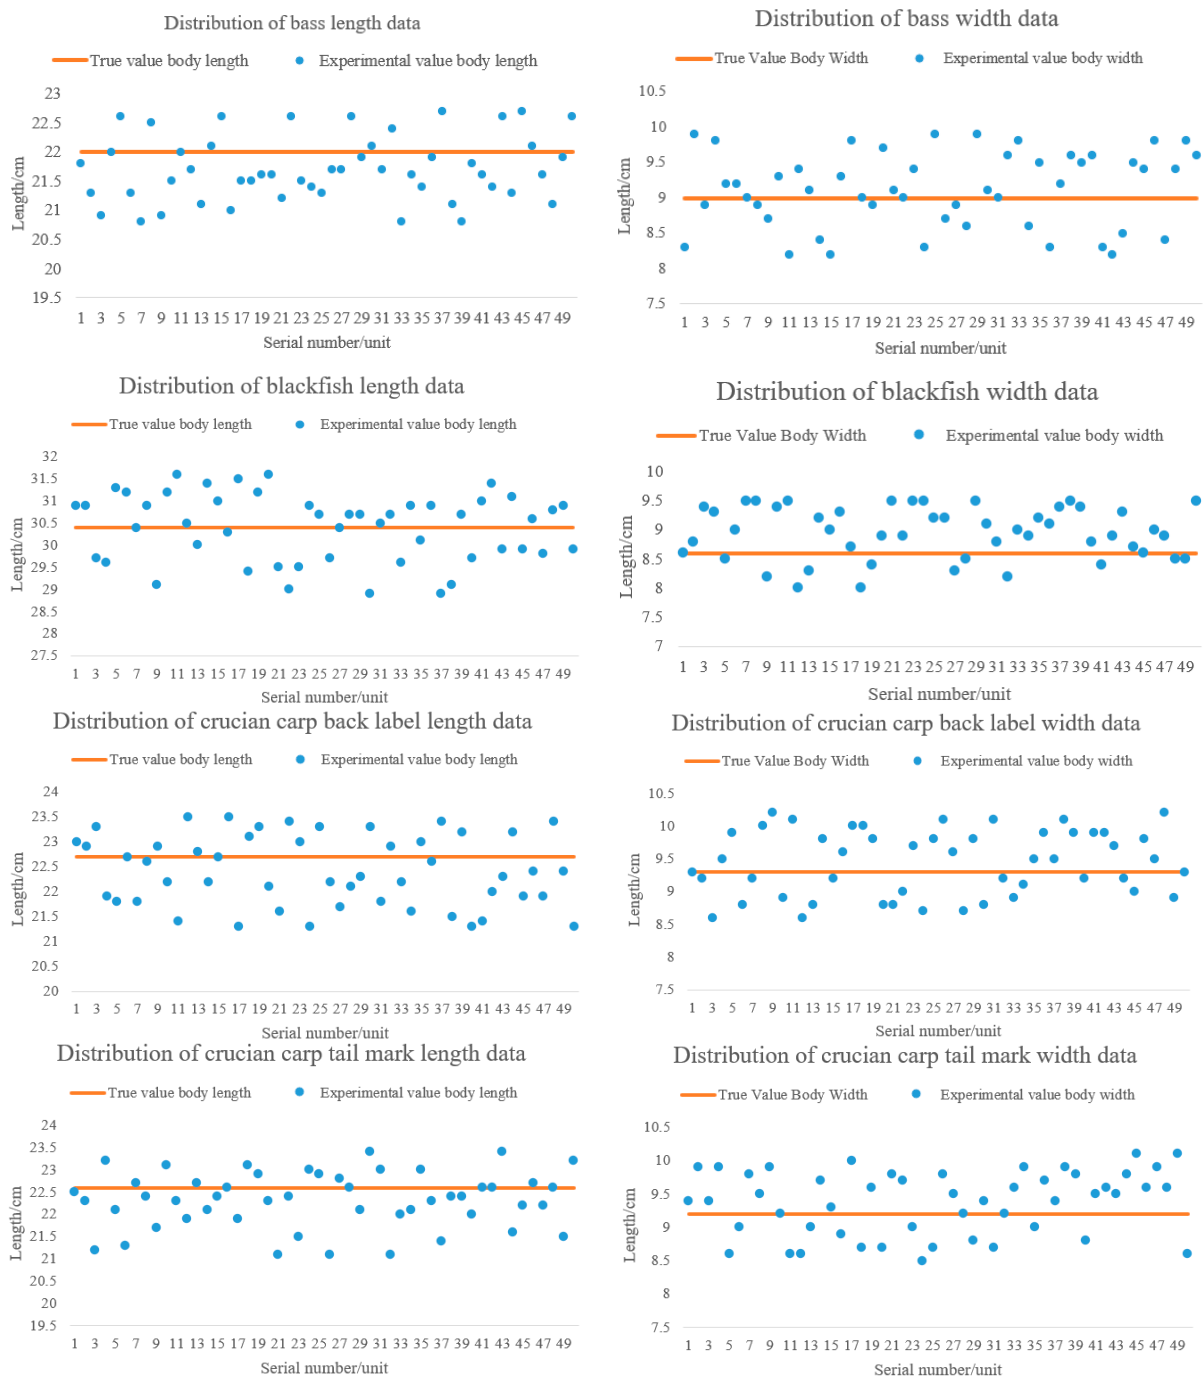 Distribution of bass length data
True value body length Experimental value body length
23
22.5
22
21.5
21
20.5
20
19.5
Length/cm
1 3 5 7 9 11 13 15 17 19 21 23 25 27 29 31 33 35 37 39 41 43 45 47 49
Serial number/unit
Distribution of bass width data
True Value Body Width Experimental value body width
10.5
10
9.5
9
8.5
8
7.5
Length/cm
1 3 5 7 9 11 13 15 17 19 21 23 25 27 29 31 33 35 37 39 41 43 45 47 49
Serial number/unit
Distribution of blackfish length data
True value body length Experimental value body length
32
31.5
31
30.5
30
29.5
29
28.5
28
27.5
Length/cm
1 3 5 7 9 11 13 15 17 19 21 23 25 27 29 31 33 35 37 39 41 43 45 47 49
Serial number/unit
Distribution of blackfish width data
True Value Body Width Experimental value body width
10
9.5
9
8.5
8
7.5
7
Length/cm
1 3 5 7 9 11 13 15 17 19 21 23 25 27 29 31 33 35 37 39 41 43 45 47 49
Serial number/unit
Distribution of crucian carp back label length data
True value body length Experimental value body length
24
23.5
23
22.5
22
21.5
21
20.5
20
Length/cm
1 3 5 7 9 11 13 15 17 19 21 23 25 27 29 31 33 35 37 39 41 43 45 47 49
Serial number/unit
Distribution of crucian carp back label width data
True Value Body Width Experimental value body width
10.5
10
9.5
9
8.5
8
7.5
Length/cm
1 3 5 7 9 11 13 15 17 19 21 23 25 27 29 31 33 35 37 39 41 43 45 47 49
Serial number/unit
Distribution of crucian carp tail mark length data
True value body length Experimental value body length
24
23.5
23
22.5
22
21.5
21
20.5
20
19.5
Length/cm
1 3 5 7 9 11 13 15 17 19 21 23 25 27 29 31 33 35 37 39 41 43 45 47 49
Serial number/unit
Distribution of crucian carp tail mark width data
True Value Body Width Experimental value body width
10.5
10
9.5
9
8.5
8
7.5
Length/cm
1 3 5 7 9 11 13 15 17 19 21 23 25 27 29 31 33 35 37 39 41 43 45 47 49
Serial number/unit